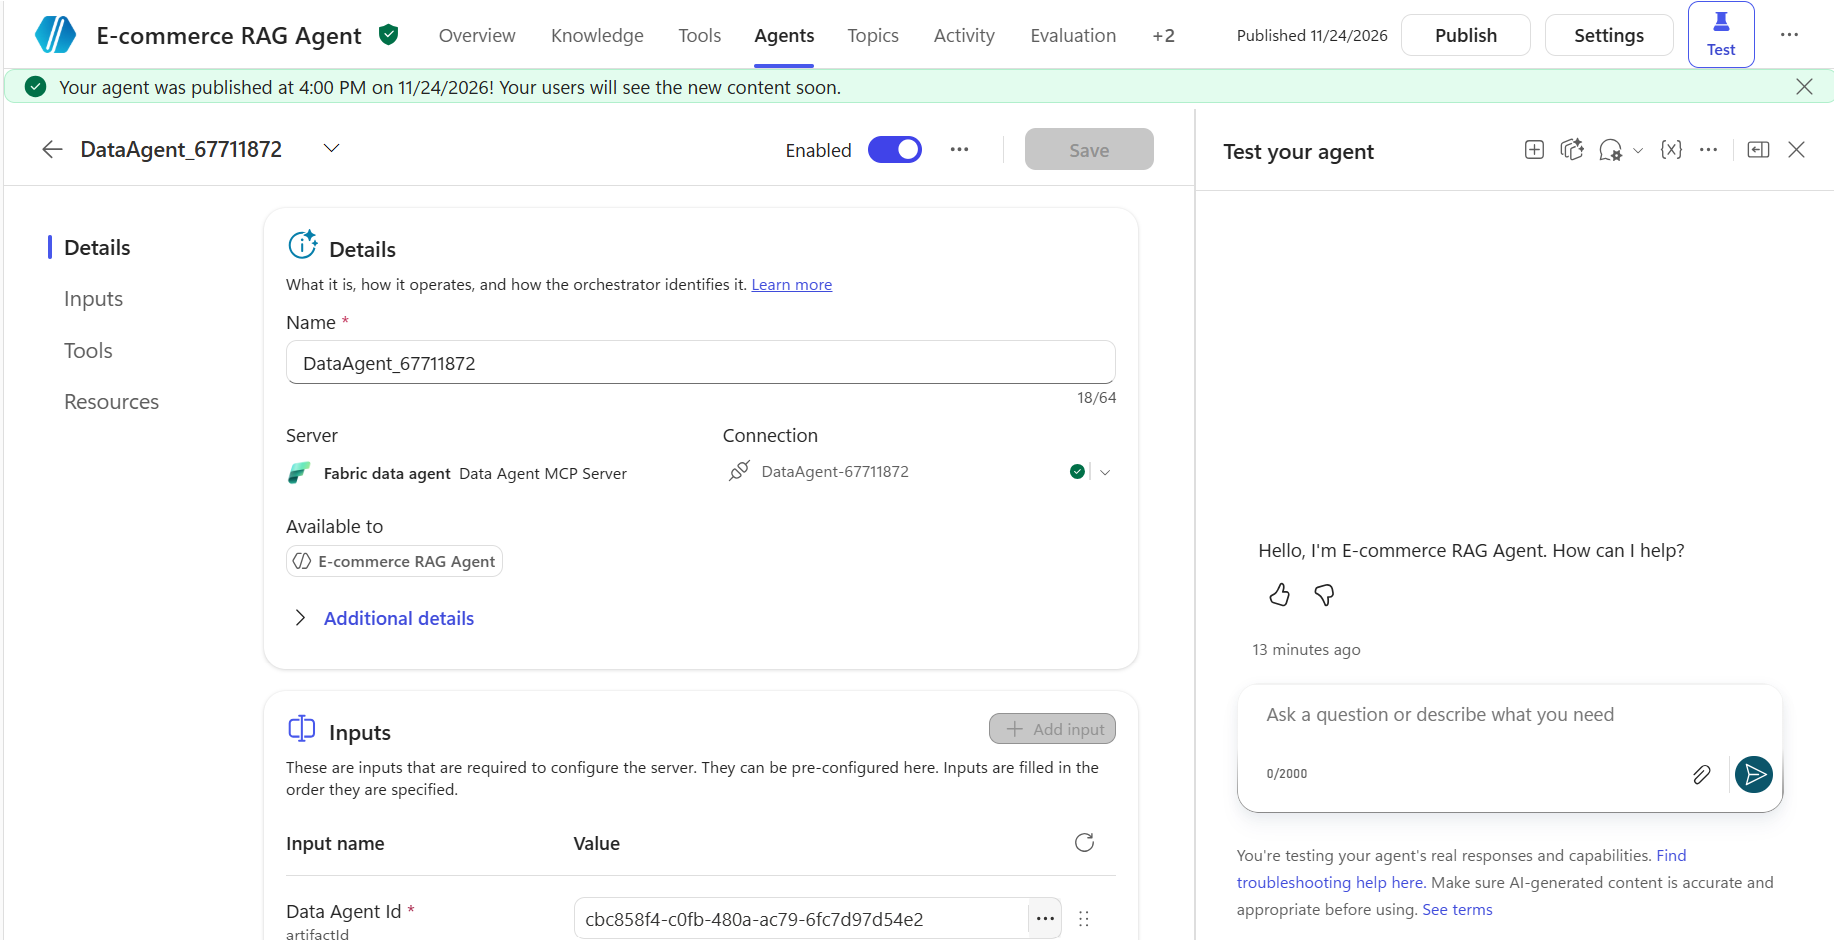 E-commerce RAG Agent
Overview
Knowledge
Tools
Agents
Topics
Activity
Evaluation
+2
Published 11/24/2026
Publish
Settings
Test
Your agent was published at 4:00 PM on 11/24/2026! Your users will see the new content soon.
DataAgent_67711872
Enabled
Save
Details
Inputs
Tools
Resources
Details
What it is, how it operates, and how the orchestrator identifies it. Learn more
Name *
DataAgent_67711872
18/64
Server
Fabric data agent Data Agent MCP Server
Connection
DataAgent-67711872
Available to
E-commerce RAG Agent
Additional details
Inputs
Add input
These are inputs that are required to configure the server. They can be pre-configured here. Inputs are filled in the
order they are specified.
Input name
Value
Data Agent Id *
artifactId
cbc858f4-c0fb-480a-ac79-6fc7d97d54e2
Test your agent
{x}
Hello, I'm E-commerce RAG Agent. How can I help?
13 minutes ago
Ask a question or describe what you need
0/2000
You're testing your agent's real responses and capabilities. Find
troubleshooting help here. Make sure AI-generated content is accurate and
appropriate before using. See terms